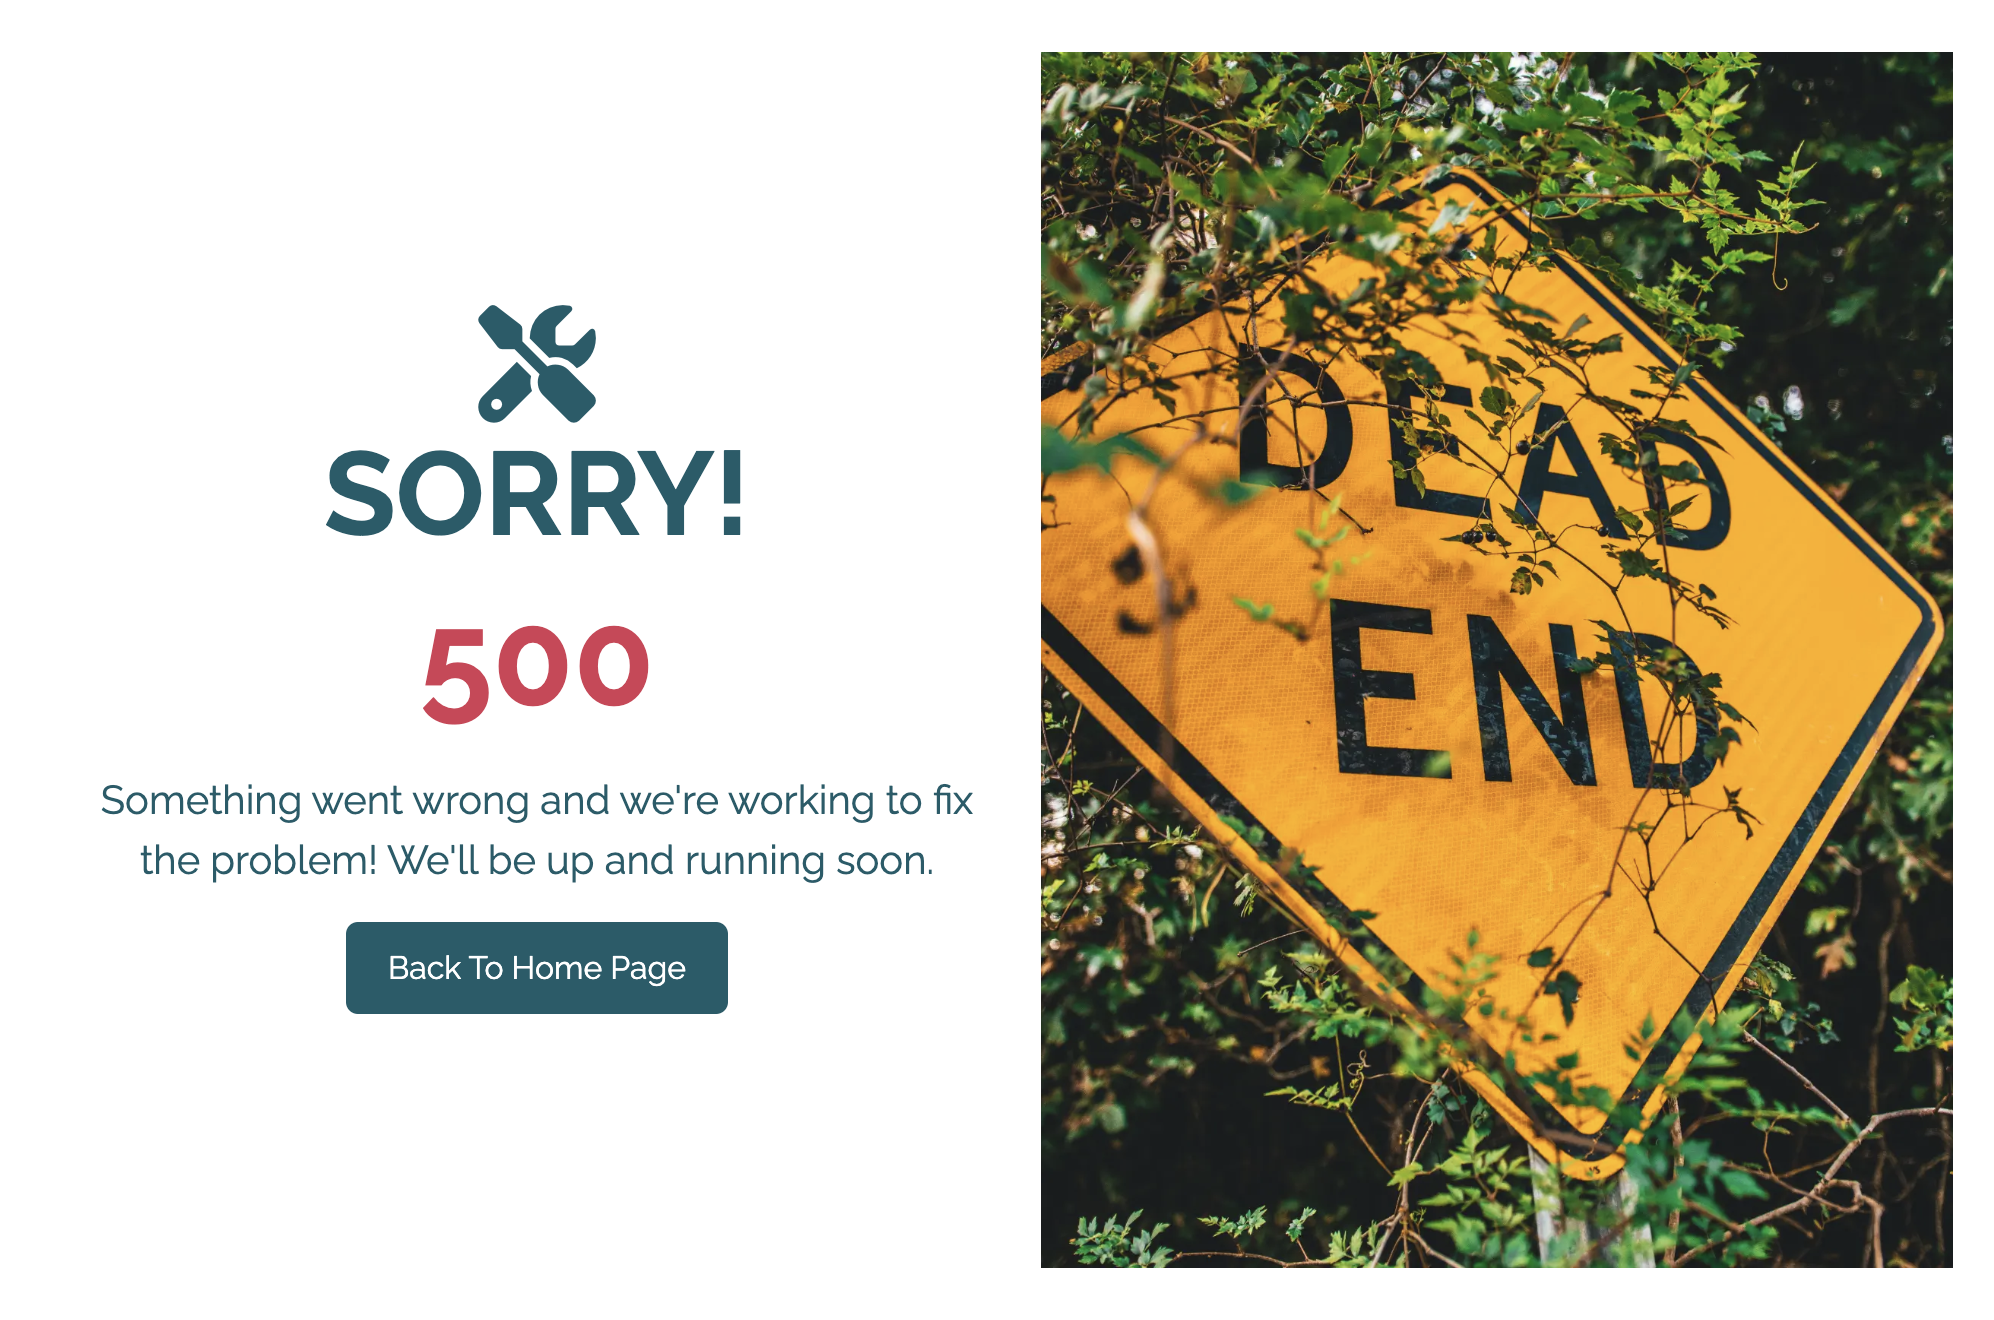 SORRY!
500
Something went wrong and we're working to fix
the problem! We'll be up and running soon.
Back To Home Page
DEAD
END